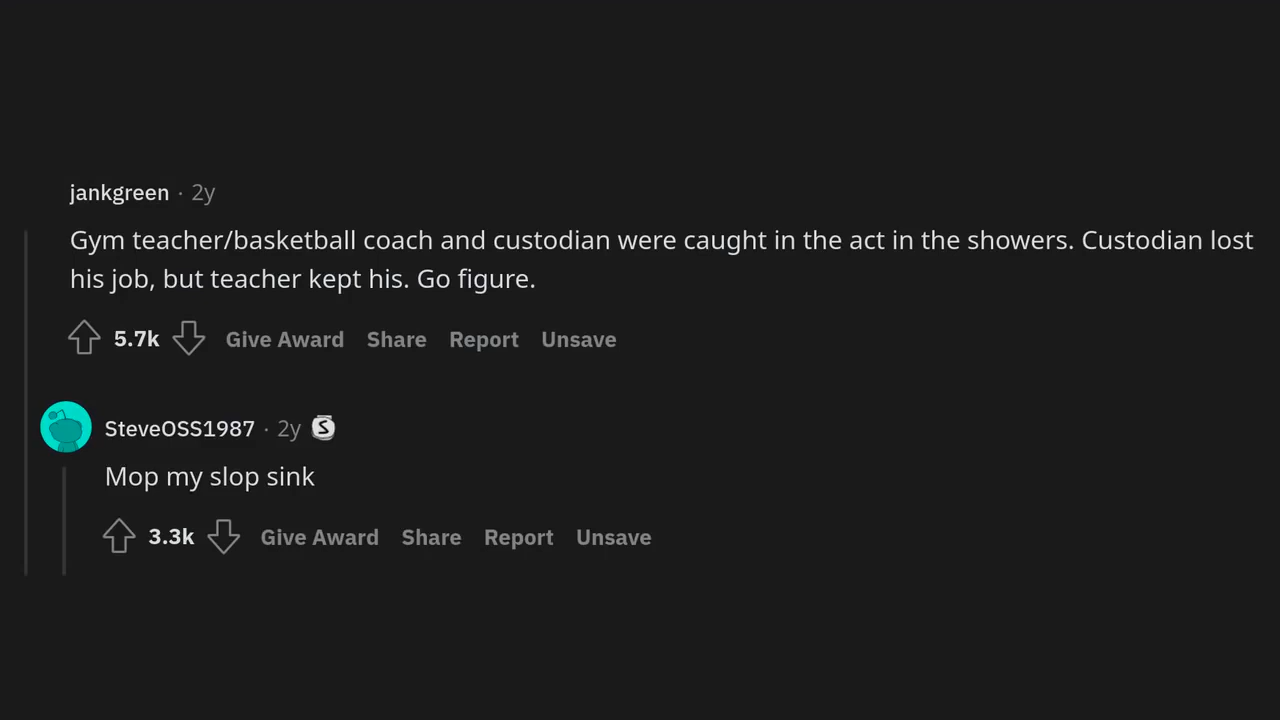 jankgreen · 2y
Gym teacher/basketball coach and custodian were caught in the act in the showers. Custodian lost
his job, but teacher kept his. Go figure.
5.7k Give Award Share Report Unsave
SteveOSS1987 · 2y S
Mop my slop sink
3.3k Give Award Share Report Unsave